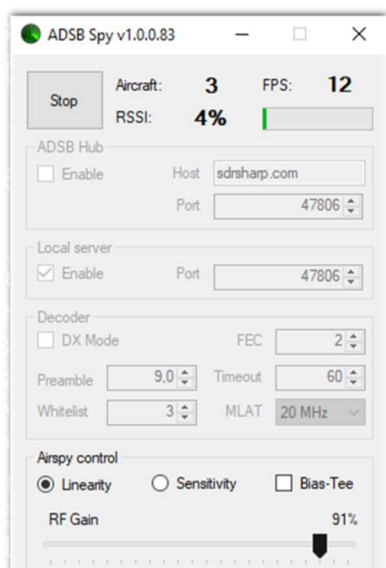 ADSB Spy v1.0.0.83
Stop Aircraft: 3 FPS: 12
RSSI: 4%
ADSB Hub
Enable Host sdrsharp.com
Port 47806
Local server
Enable Port 47806
Decoder
DX Mode FEC 2
Preamble 9,0 Timeout 60
Whitelist 3 MLAT 20 MHz
Airspy control
Linearity Sensitivity Bias-Tee
RF Gain 91%